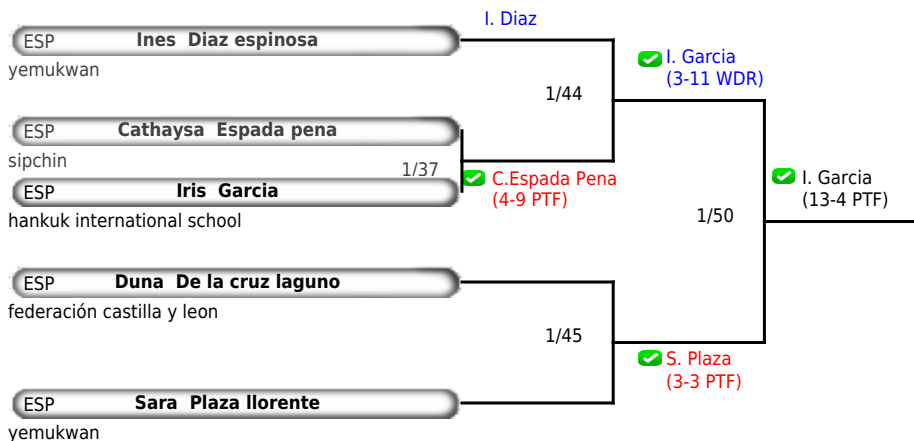 I. Diaz
ESP Ines Diaz espinosa
yemukwan
I. Garcia
(3-11 WDR)
1/44
ESP Cathaysa Espada pena
sipchin
1/37
C.Espada Pena
(4-9 PTF)
ESP Iris Garcia
hankuk international school
I. Garcia
(13-4 PTF)
1/50
ESP Duna De la cruz laguno
federación castilla y leon
1/45
S. Plaza
(3-3 PTF)
ESP Sara Plaza llorente
yemukwan